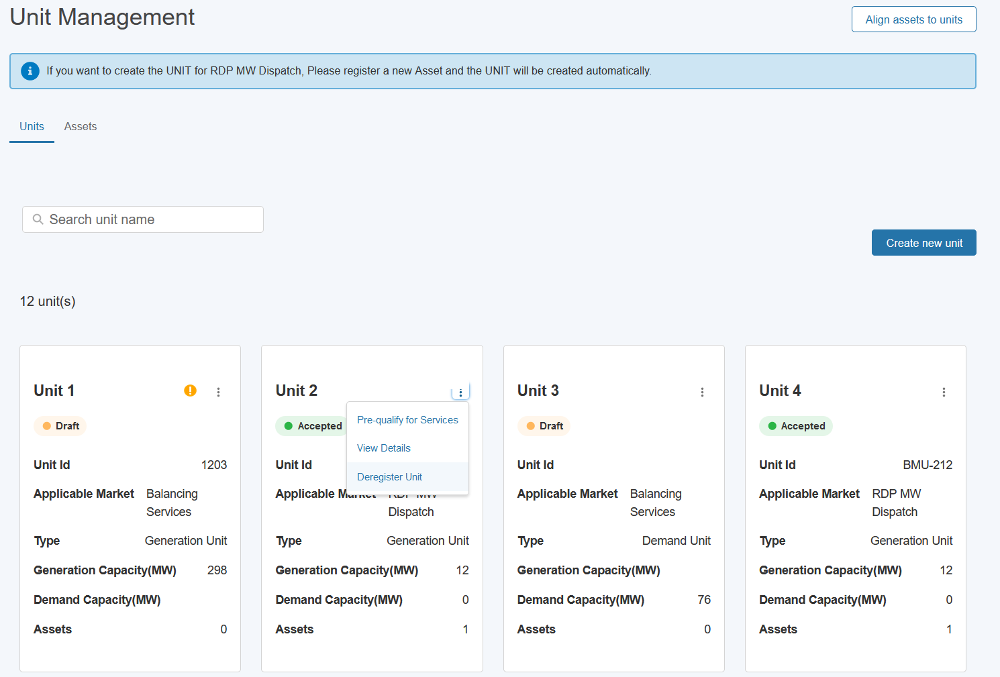 Unit Management
Align assets to units
If you want to create the UNIT for RDP MW Dispatch, Please register a new Asset and the UNIT will be created automatically.
Units Assets
Search unit name
Create new unit
12 unit(s)
Unit 1
Draft
Unit Id 1203
Applicable Market Balancing
Services
Type Generation Unit
Generation Capacity(MW) 298
Demand Capacity(MW)
Assets 0
Unit 2
Pre-qualify for Services
View Details
Deregister Unit
Accepted
Unit Id
Applicable Market RDP MW
Dispatch
Type Generation Unit
Generation Capacity(MW) 12
Demand Capacity(MW) 0
Assets 1
Unit 3
Draft
Unit Id
Applicable Market Balancing
Services
Type Demand Unit
Generation Capacity(MW)
Demand Capacity(MW) 76
Assets 0
Unit 4
Accepted
Unit Id BMU-212
Applicable Market RDP MW
Dispatch
Type Generation Unit
Generation Capacity(MW) 12
Demand Capacity(MW) 0
Assets 1